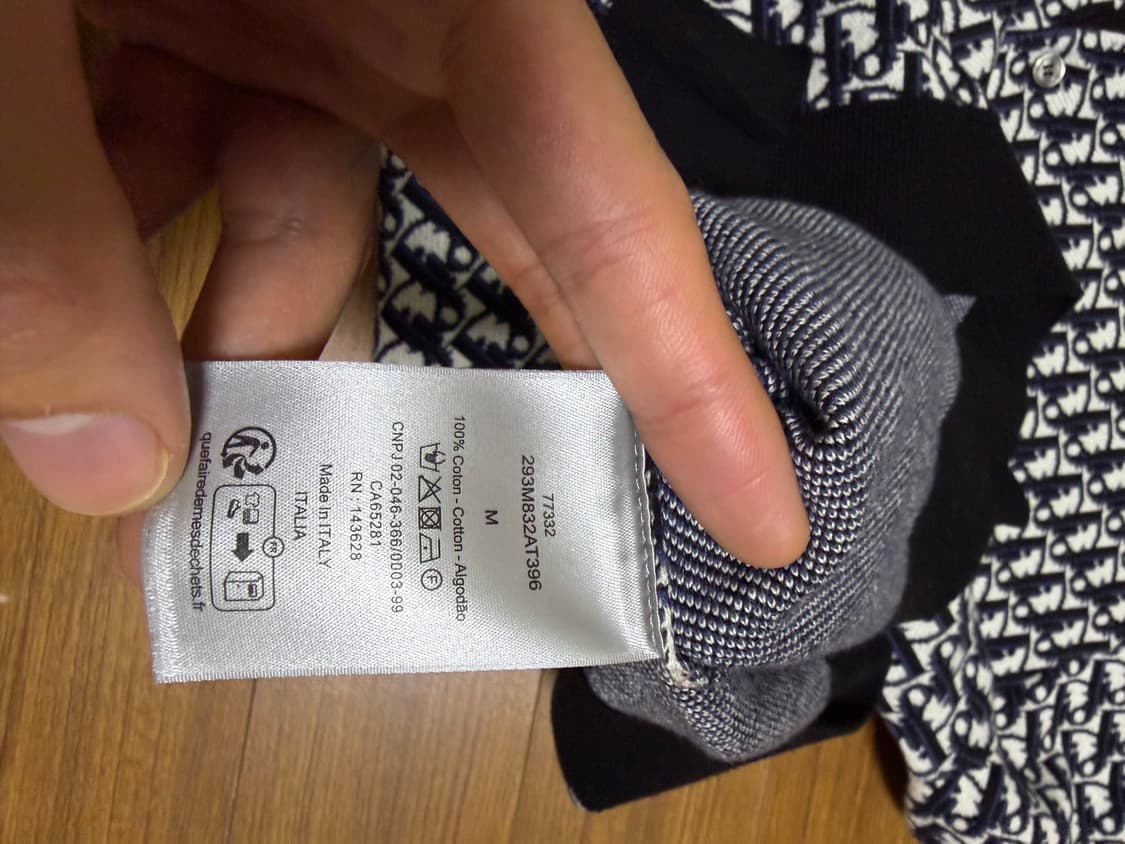 77332
293M832AT396
M
100% Coton - Cotton - Algodão
F
CNPJ 02-046-366/0003-99
CA65281
RN: 143628
Made in ITALY
ITALIA
FR
quefairedemesdechets.fr